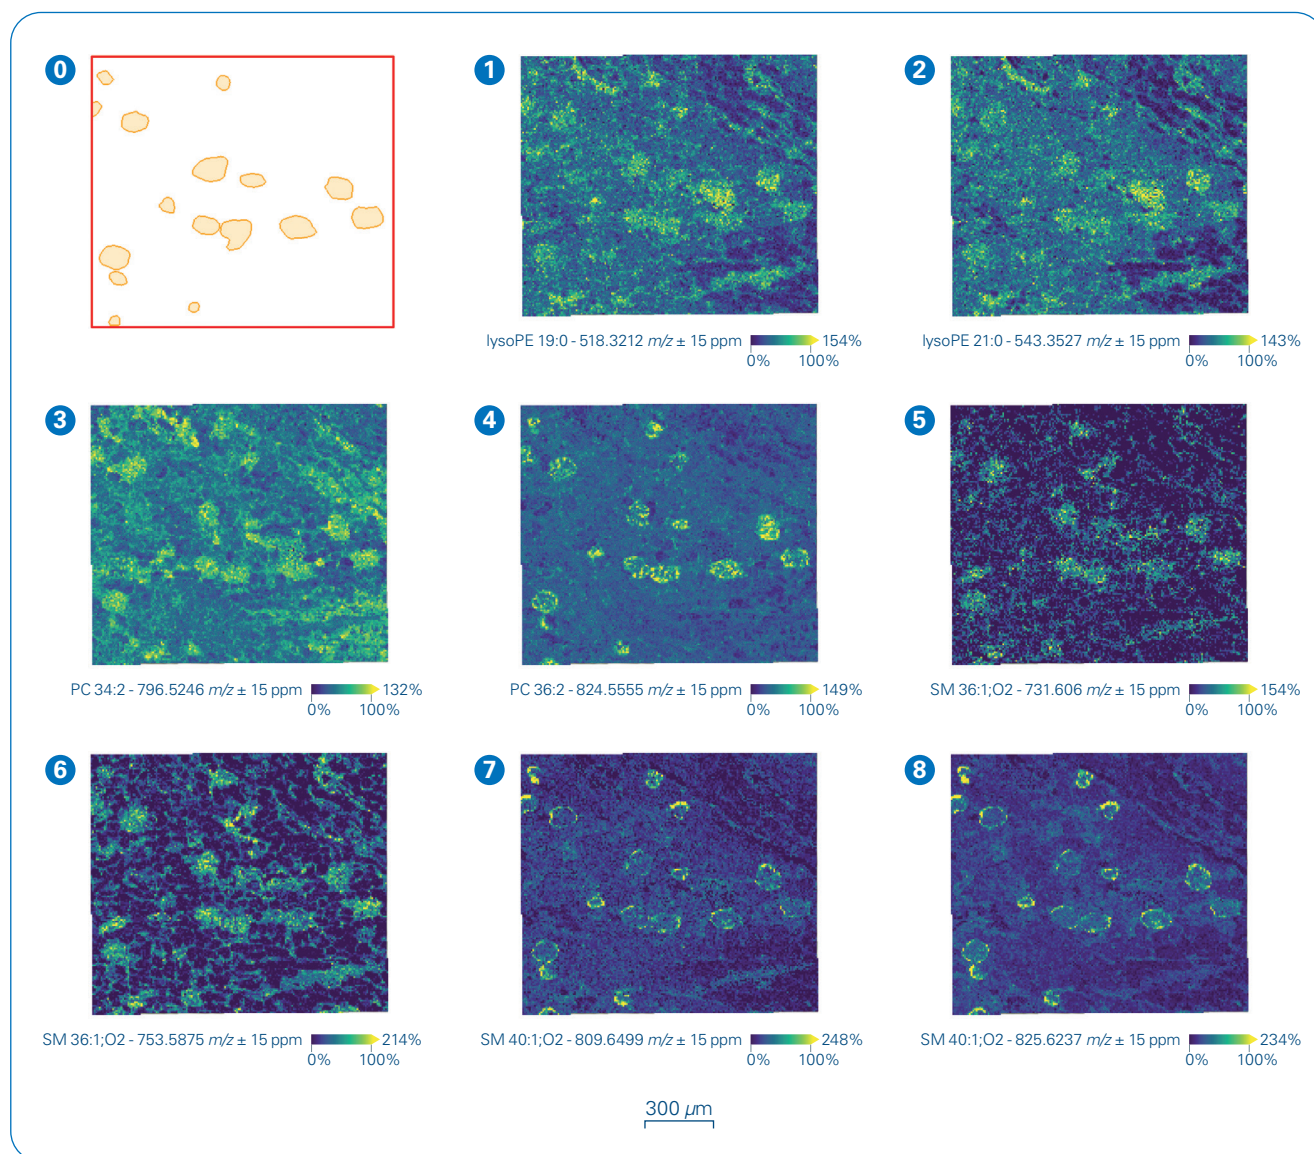 0
1
2
lysoPE 19:0 - 518.3212 m/z ± 15 ppm 154%
0% 100%
lysoPE 21:0 - 543.3527 m/z ± 15 ppm 143%
0% 100%
3
4
5
PC 34:2 - 796.5246 m/z ± 15 ppm 132%
0% 100%
PC 36:2 - 824.5555 m/z ± 15 ppm 149%
0% 100%
SM 36:1;O2 - 731.606 m/z ± 15 ppm 154%
0% 100%
6
7
8
SM 36:1;O2 - 753.5875 m/z ± 15 ppm 214%
0% 100%
SM 40:1;O2 - 809.6499 m/z ± 15 ppm 248%
0% 100%
SM 40:1;O2 - 825.6237 m/z ± 15 ppm 234%
0% 100%
300 µm